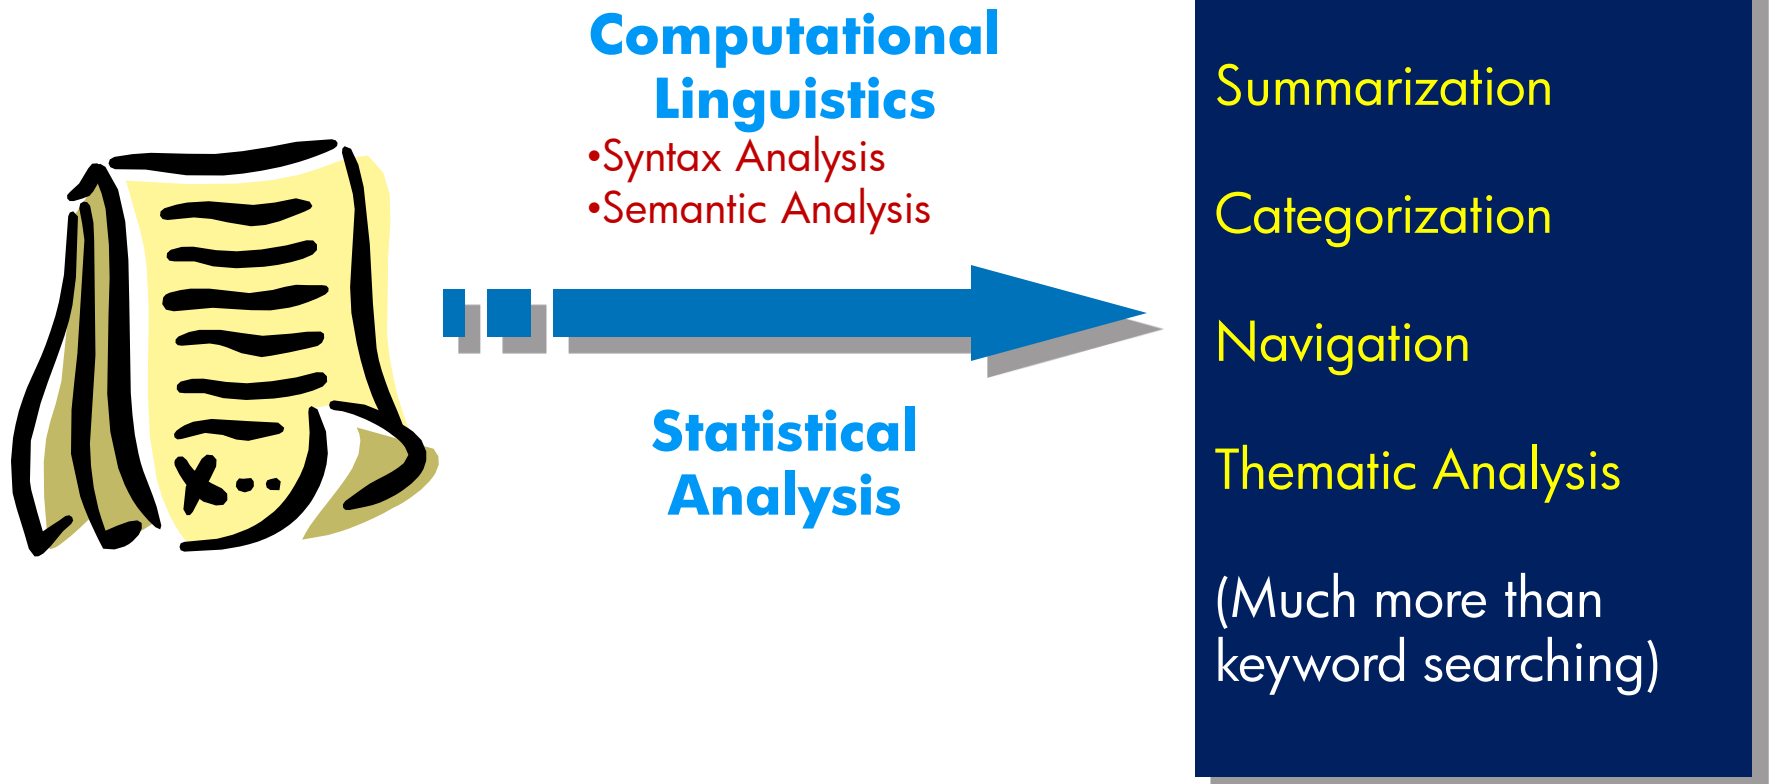 Computational
Linguistics
•Syntax Analysis
•Semantic Analysis
Statistical
Analysis
Summarization
Categorization
Navigation
Thematic Analysis
(Much more than
keyword searching)